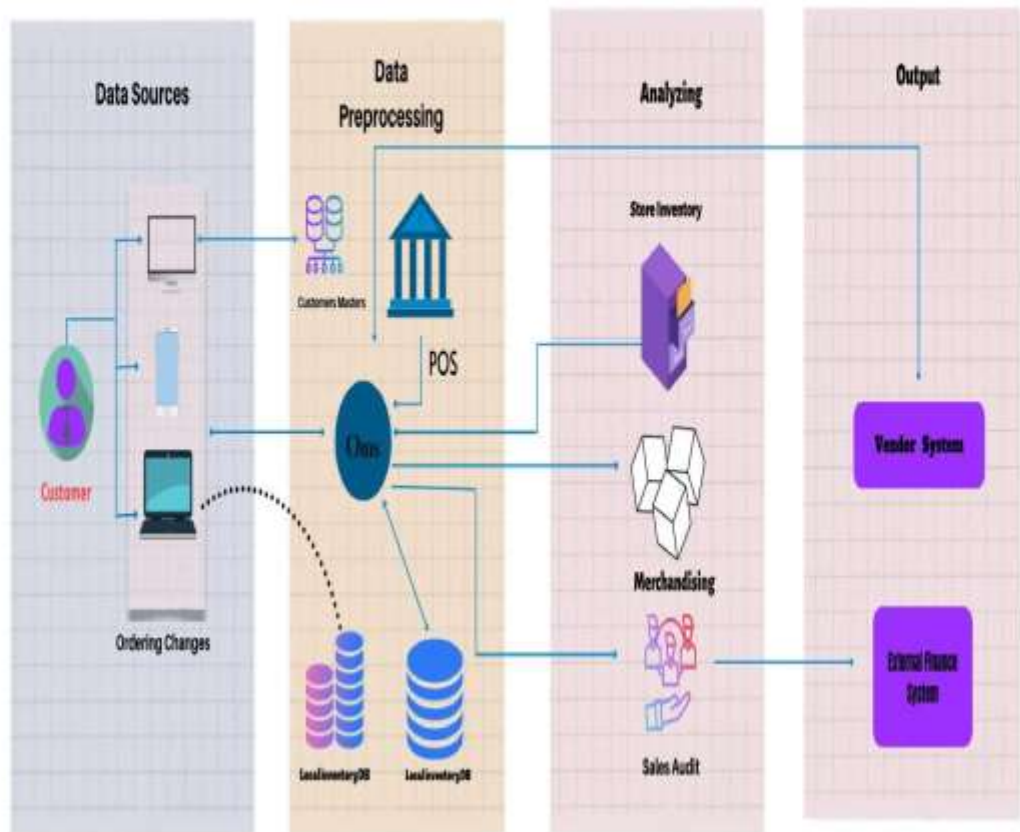 Data Sources
Data
Preprocessing
Analyzing
Output
Store Inventory
Customers Masters
POS
Oms
Vender System
Customer
Merchandising
Ordering Changes
External Finance
System
LocalinventoryDB
LocalinventoryDB
Sales Audit